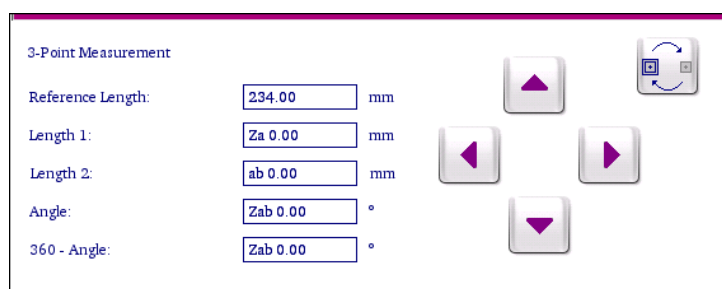 3-Point Measurement
Reference Length: 234.00 mm
Length 1: Za 0.00 mm
Length 2: ab 0.00 mm
Angle: Zab 0.00 °
360 - Angle: Zab 0.00 °